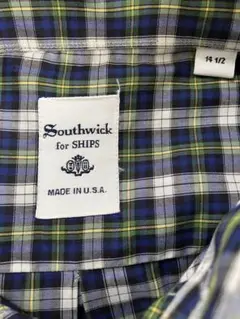 14 1/2
Southwick
for SHIPS
MADE IN U.S.A.